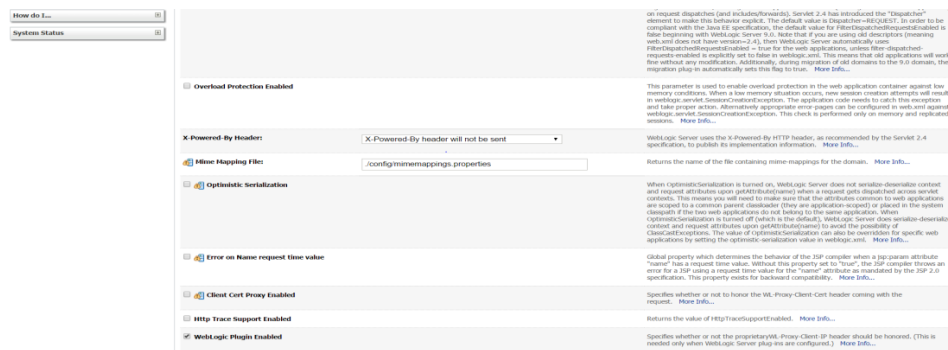 on request dispatches (and includes/forwards). Servlet 2.4 has introduced the "Dispatcher"
How do I...
element to make this behavior explicit. The default value is Dispatcher=REQUEST. In order to be
compliant with the Java EE specification, the default value for FilterDispatchedRequestsEnabled is
System Status
false beginning with WebLogic Server 9.0. Note that if you are using old descriptors (meaning
web.xml does not have version=2.4), then WebLogic Server automatically uses
FilterDispatchedRequestsEnabled = true for the web applications, unless filter-dispatched-
requests-enabled is explicitly set to false in weblogic.xml. This means that old applications will work
fine without any modification. Additionally, during migration of old domains to the 9.0 domain, the
migration plug-in automatically sets this flag to true. More Info...
Overload Protection Enabled
This parameter is used to enable overload protection in the web application container against low
memory conditions. When a low memory situation occurs, new session creation attempts will result
in weblogic.servlet.SessionCreationException. The application code needs to catch this exception
and take proper action. Alternatively appropriate error-pages can be configured in web.xml against
weblogic.servlet.SessionCreationException. This check is performed only on memory and replicated
sessions. More Info...
X-Powered-By Header:
X-Powered-By header will not be sent
WebLogic Server uses the X-Powered-By HTTP header, as recommended by the Servlet 2.4
specification, to publish its implementation information. More Info...
Mime Mapping File:
./config/mimemappings.properties
Returns the name of the file containing mime-mappings for the domain. More Info...
Optimistic Serialization
When OptimisticSerialization is turned on, WebLogic Server does not serialize-deserialize context
and request attributes upon getAttribute(name) when a request gets dispatched across servlet
contexts. This means you will need to make sure that the attributes common to web applications
are scoped to a common parent classloader (they are application-scoped) or placed in the system
classpath if the two web applications do not belong to the same application. When
OptimisticSerialization is turned off (which is the default), WebLogic Server does serialize-deserialize
context and request attributes upon getAttribute(name) to avoid the possibility of
ClassCastExceptions. The value of OptimisticSerialization can also be overridden for specific web
applications by setting the optimistic-serialization value in weblogic.xml. More Info...
Error on Name request time value
Global property which determines the behavior of the JSP compiler when a jsp:param attribute
"name" has a request time value. Without this property set to "true", the JSP compiler throws an
error for a JSP using a request time value for the "name" attribute as mandated by the JSP 2.0
specification. This property exists for backward compatibility. More Info...
Client Cert Proxy Enabled
Specifies whether or not to honor the WL-Proxy-Client-Cert header coming with the
request. More Info...
Http Trace Support Enabled
Returns the value of HttpTraceSupportEnabled. More Info...
WebLogic Plugin Enabled
Specifies whether or not the proprietaryWL-Proxy-Client-IP header should be honored. (This is
needed only when WebLogic Server plug-ins are configured.) More Info...